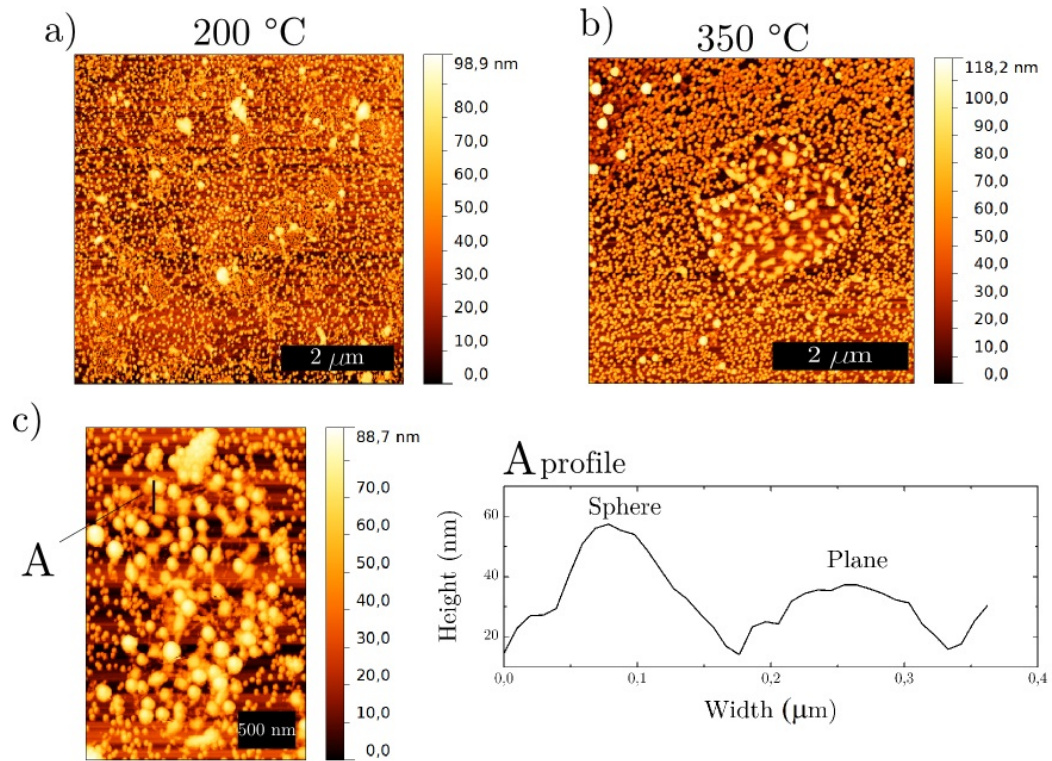 a)
200 °C
98,9 nm
80,0
70,0
60,0
50,0
40,0
30,0
20,0
10,0
0,0
2 μm
b)
350 °C
118,2 nm
100,0
90,0
80,0
70,0
60,0
50,0
40,0
30,0
20,0
10,0
0,0
2 μm
c)
A
88,7 nm
70,0
60,0
50,0
40,0
30,0
20,0
10,0
0,0
500 nm
A profile
Sphere
Plane
Height (nm)
60
40
20
0,0
0,1
0,2
0,3
0,4
Width (μm)